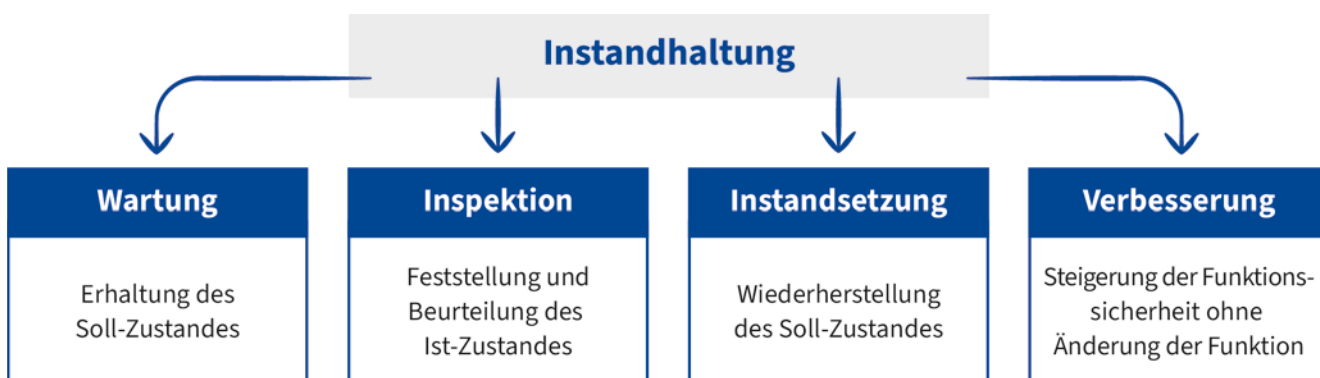 Instandhaltung
Wartung
Erhaltung des
Soll-Zustandes
Inspektion
Feststellung und
Beurteilung des
Ist-Zustandes
Instandsetzung
Wiederherstellung
des Soll-Zustandes
Verbesserung
Steigerung der Funktions-
sicherheit ohne
Änderung der Funktion